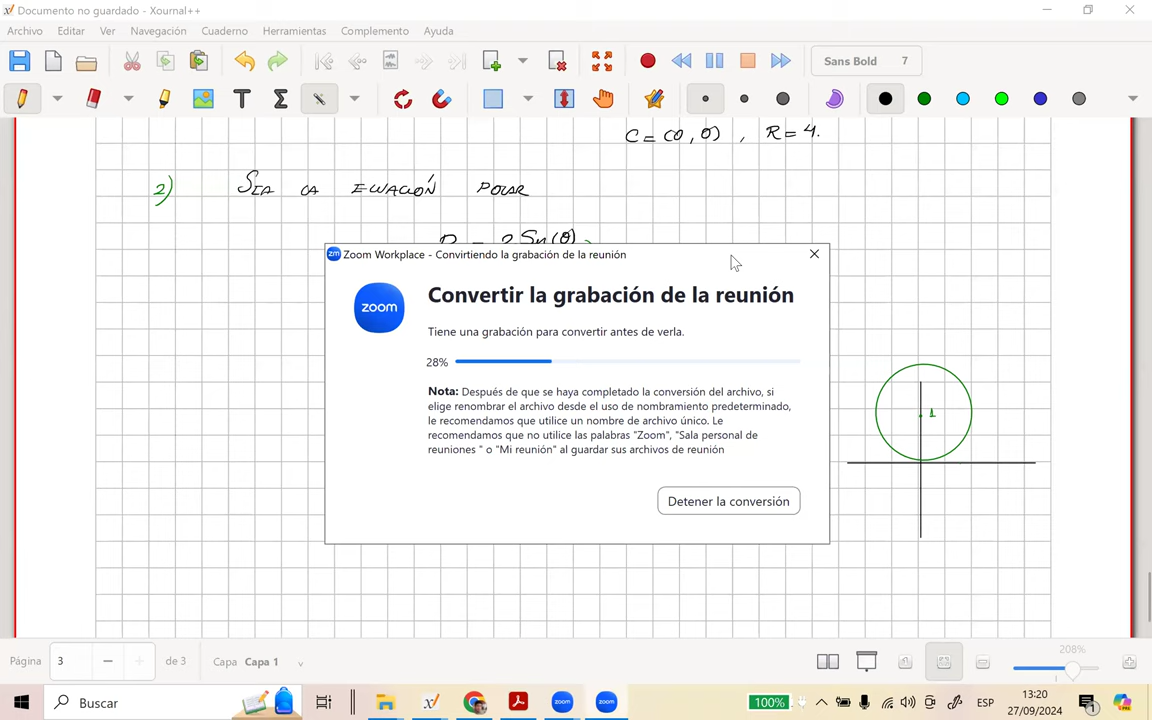 Documento no guardado - Xournal++
Archivo Editar Ver Navegación Cuaderno Herramientas Complemento Ayuda
Sans Bold 7
C = (0, 0) , R = 4.
2) SEA LA ECUACIÓN POLAR
R = 2 Sn(θ)
zm Zoom Workplace - Convirtiendo la grabación de la reunión
zoom
Convertir la grabación de la reunión
Tiene una grabación para convertir antes de verla.
28%
Nota: Después de que se haya completado la conversión del archivo, si
elige renombrar el archivo desde el uso de nombramiento predeterminado,
le recomendamos que utilice un nombre de archivo único. Le
recomendamos que no utilice las palabras "Zoom", "Sala personal de
reuniones " o "Mi reunión" al guardar sus archivos de reunión
Detener la conversión
1
Página 3 de 3 Capa Capa 1 208%
Buscar
100% ESP 13:20
27/09/2024